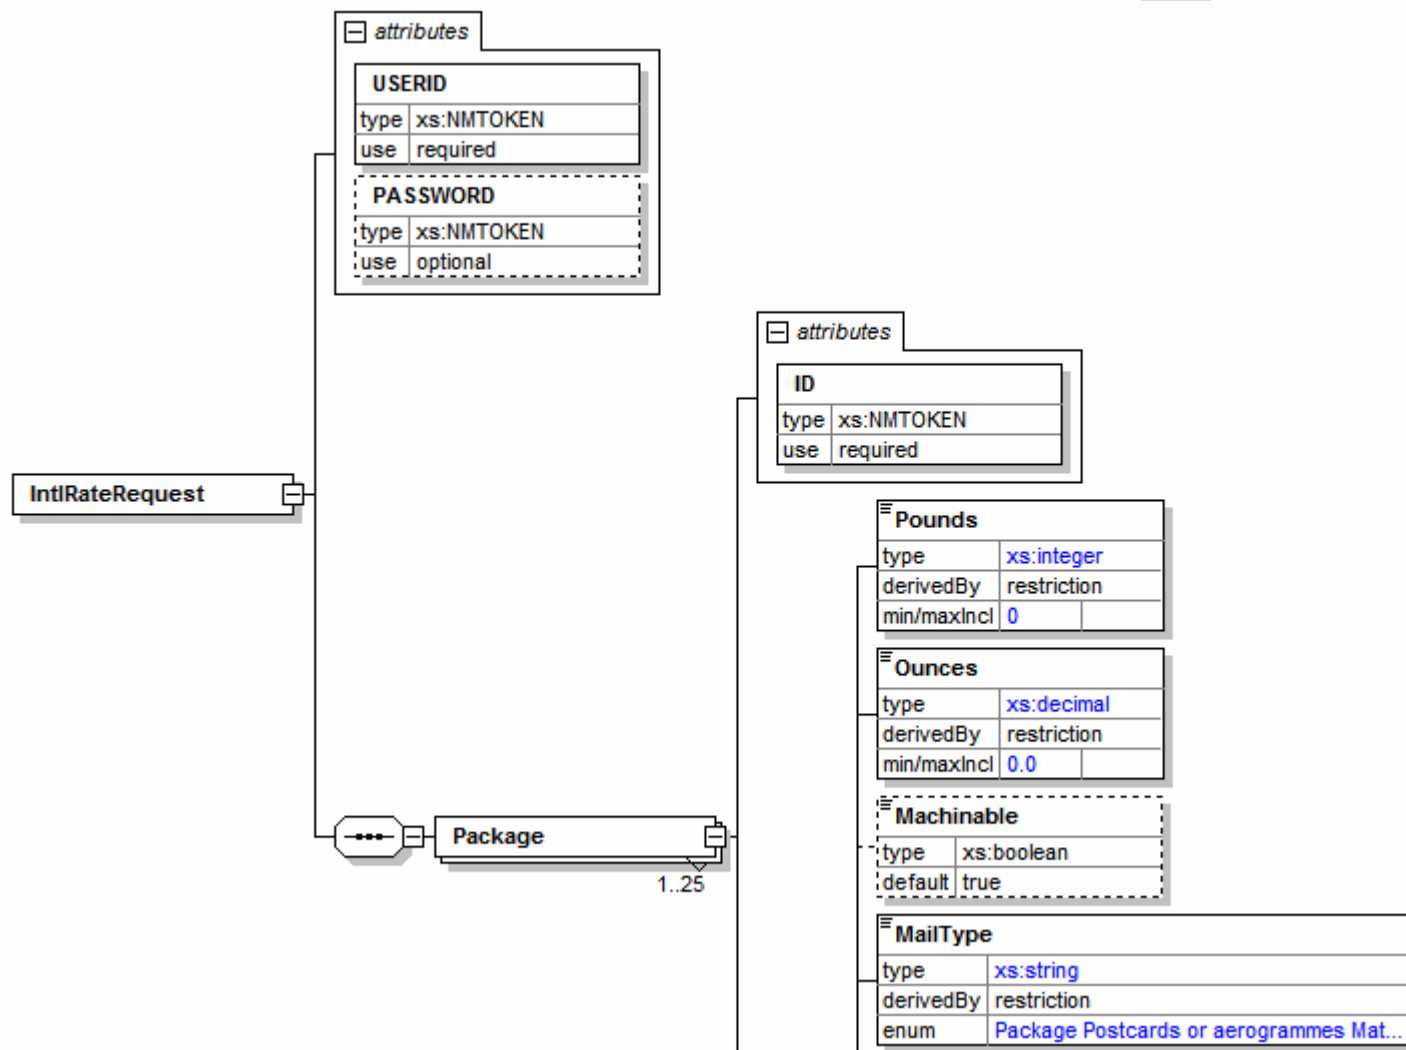 attributes
USERID
type xs:NMTOKEN
use required
PASSWORD
type xs:NMTOKEN
use optional
attributes
ID
type xs:NMTOKEN
use required
IntlRateRequest
Pounds
type xs:integer
derivedBy restriction
min/maxIncl 0
Ounces
type xs:decimal
derivedBy restriction
min/maxIncl 0.0
Package
1..25
Machinable
type xs:boolean
default true
MailType
type xs:string
derivedBy restriction
enum Package Postcards or aerogrammes Mat...